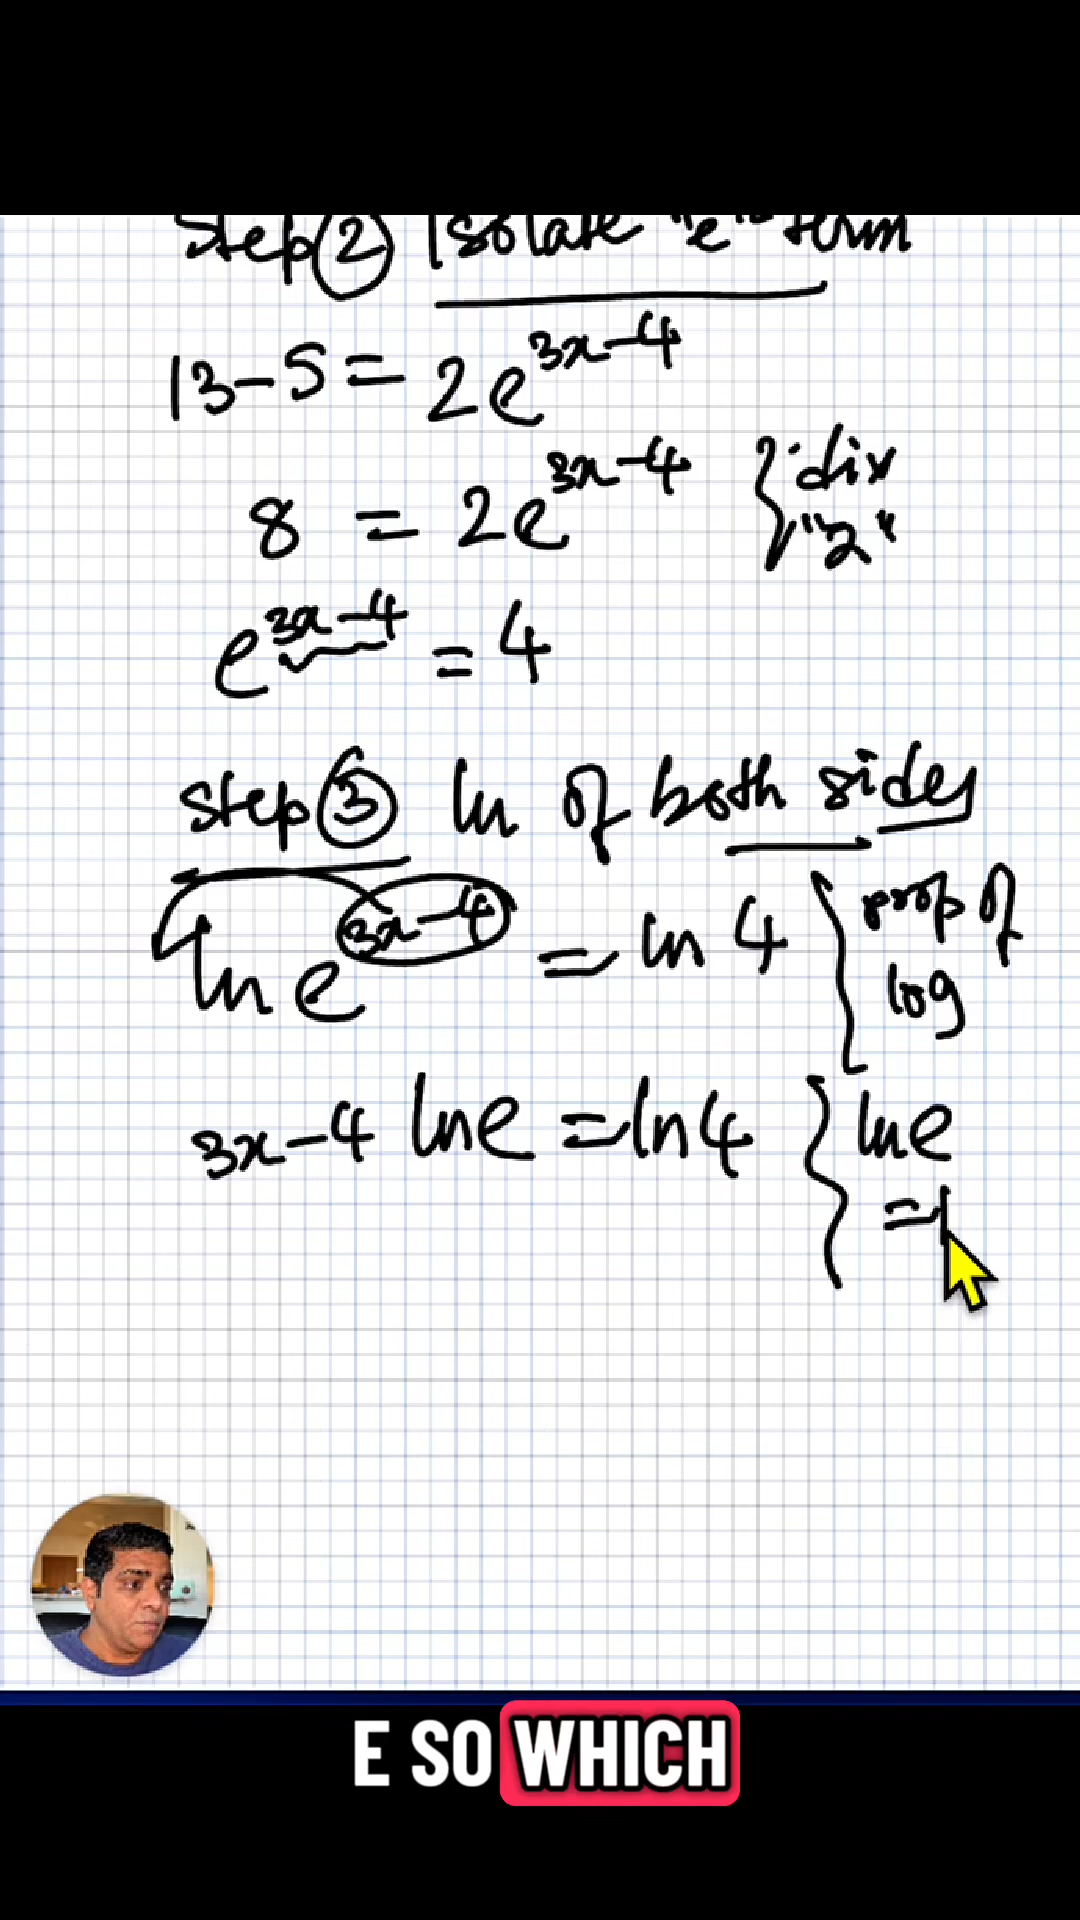 Step ② Isolate "e" term
13-5 = 2e^{3x-4}
8 = 2e^{3x-4} } div "2"
e^{3x-4} = 4
Step ③ ln of both sides
ln e^{3x-4} = ln 4 } prop of log
3x-4 ln e = ln 4 } ln e = 1
E SO WHICH